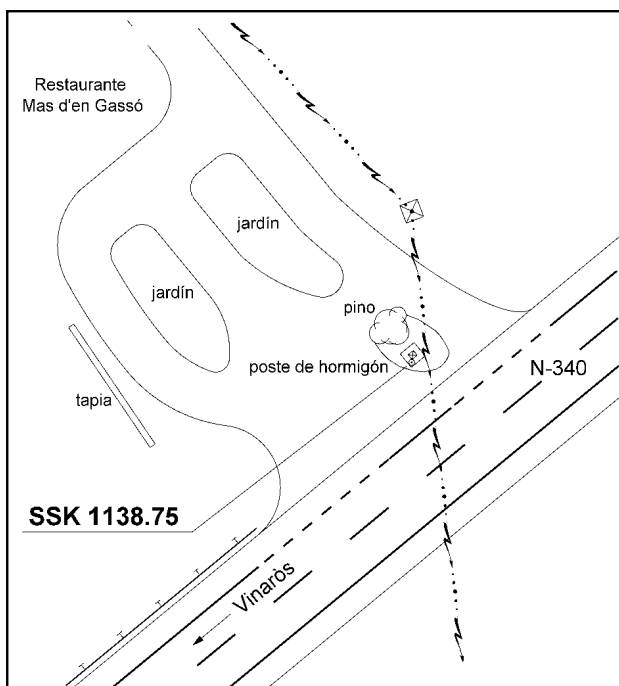 Restaurante
Mas d'en Gassó
jardín
jardín
pino
poste de hormigón
N-340
tapia
SSK 1138.75
Vinaròs